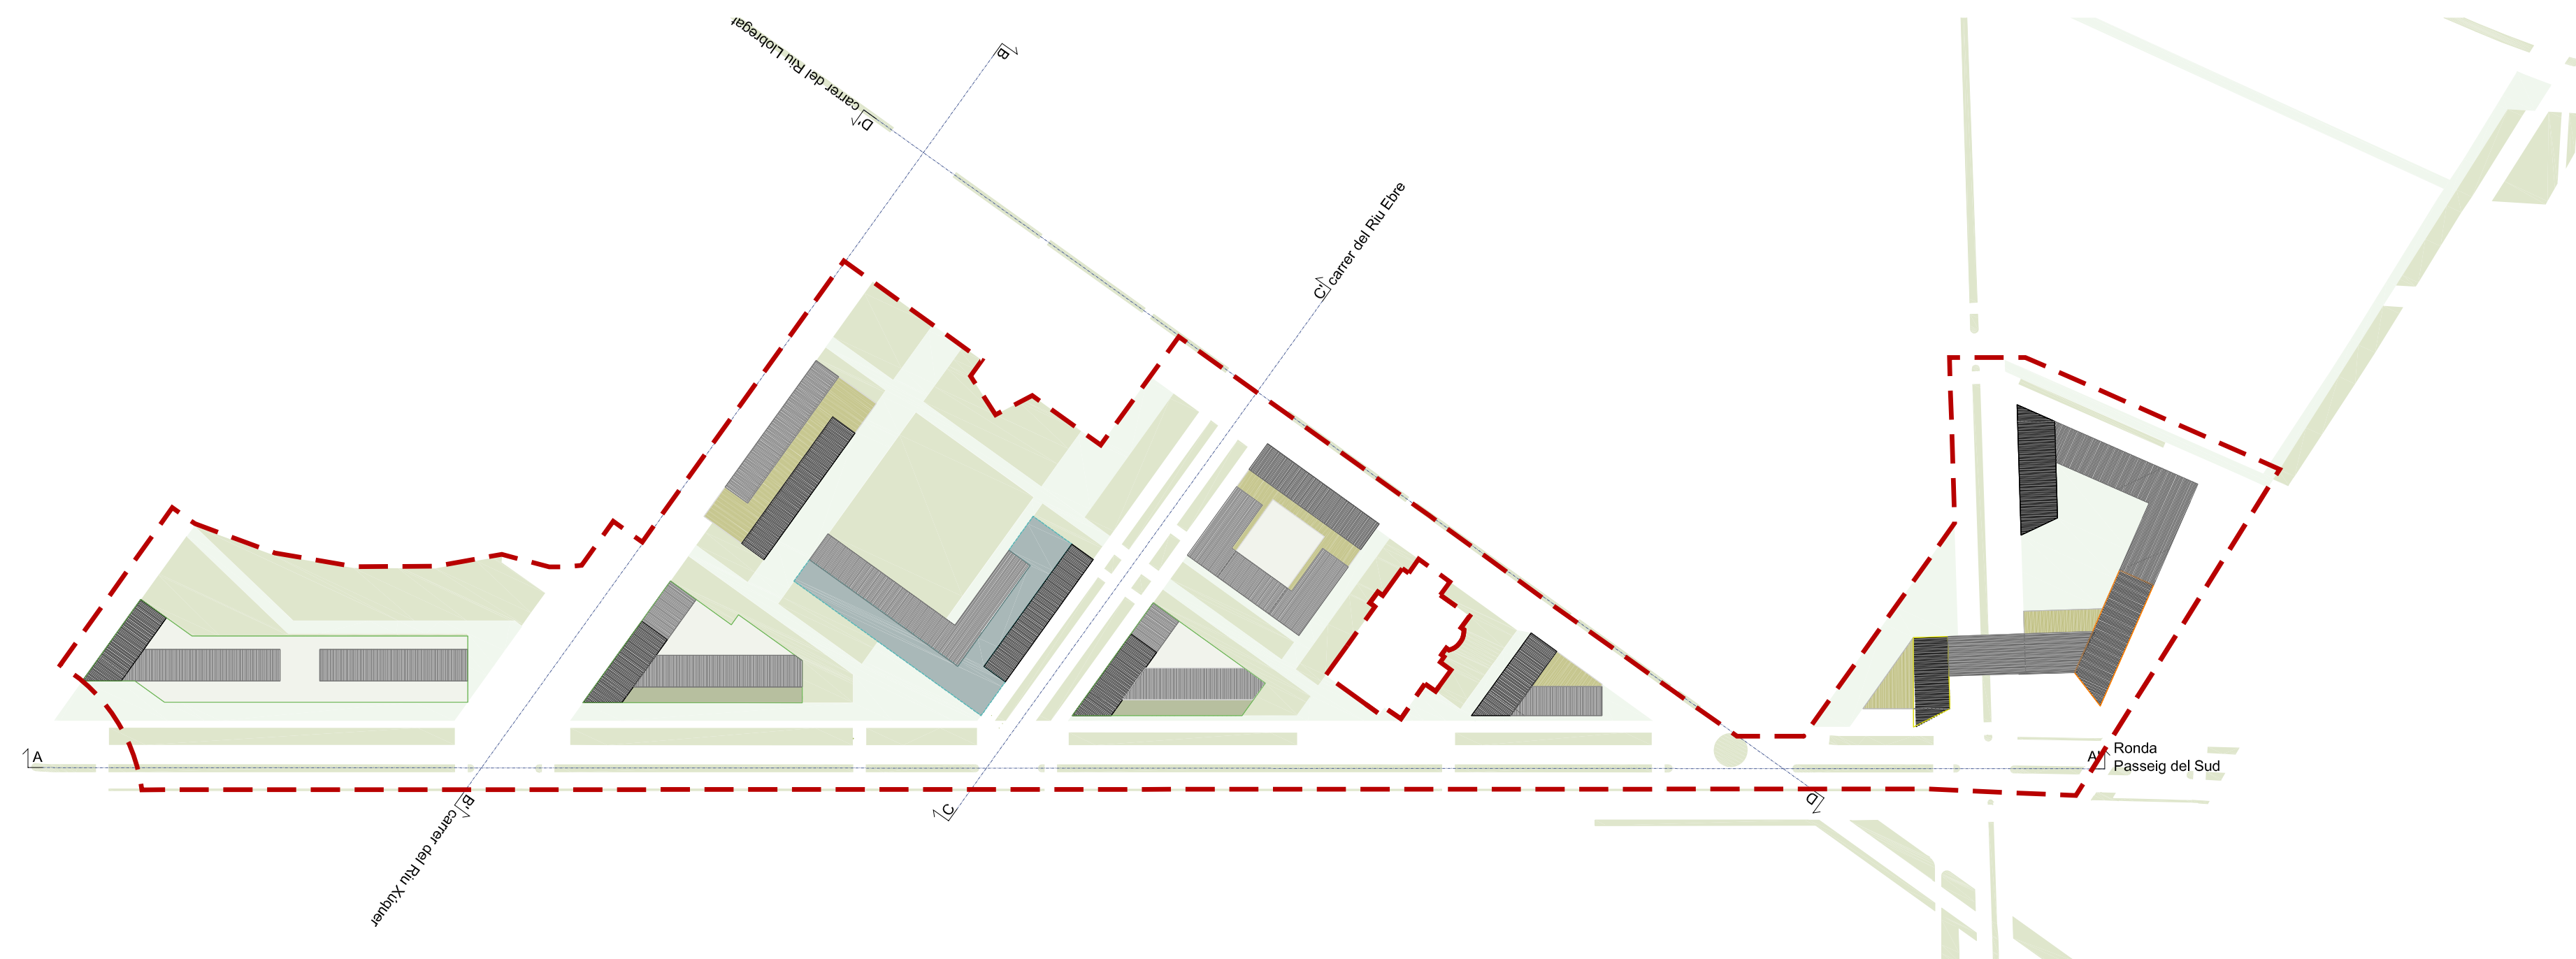 carrer del Riu Llobregat
B
D'
C' carrer del Riu Ebre
A
A'
Ronda
Passeig del Sud
B' carrer del Riu Xúquer
C
D